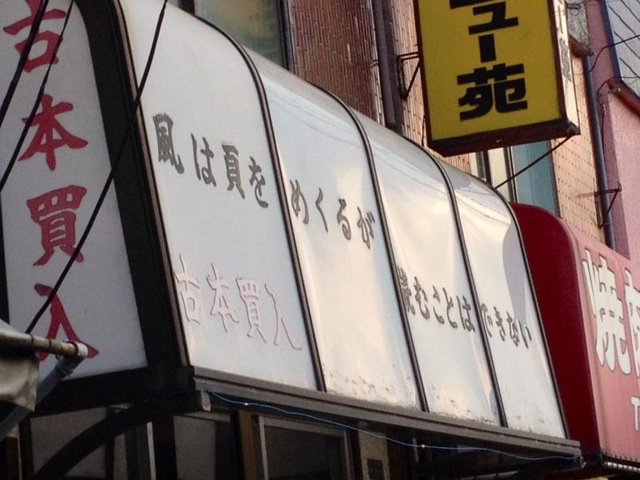 古本買入
風は頁をめくるが読むことはできない
古本買入
ュー苑
焼